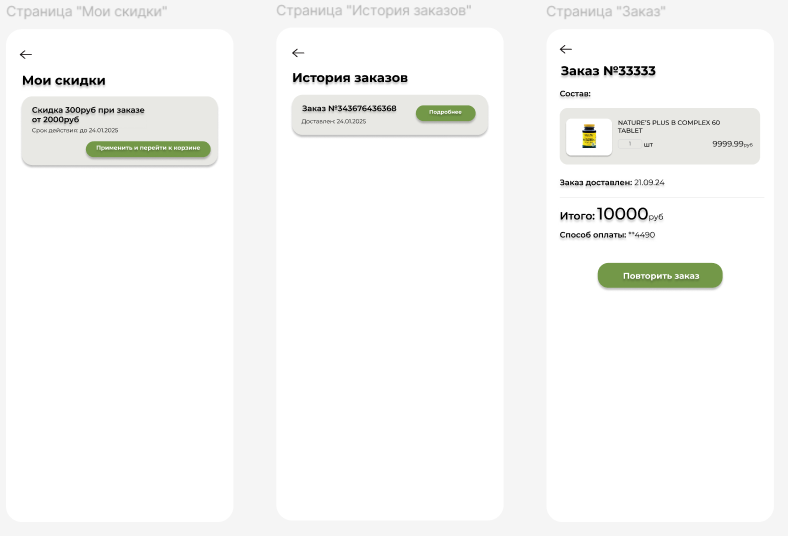 Страница "Мои скидки"
Мои скидки
Скидка 300руб при заказе
от 2000руб
Срок действия: до 24.01.2025
Применить и перейти к корзине
Страница "История заказов"
История заказов
Заказ №343676436368
Доставлен: 24.01.2025
Подробнее
Страница "Заказ"
Заказ №33333
Состав:
NATURE'S PLUS B COMPLEX 60
TABLET
1 шт 9999.99руб
Заказ доставлен: 21.09.24
Итого: 10000руб
Способ оплаты: **4490
Повторить заказ